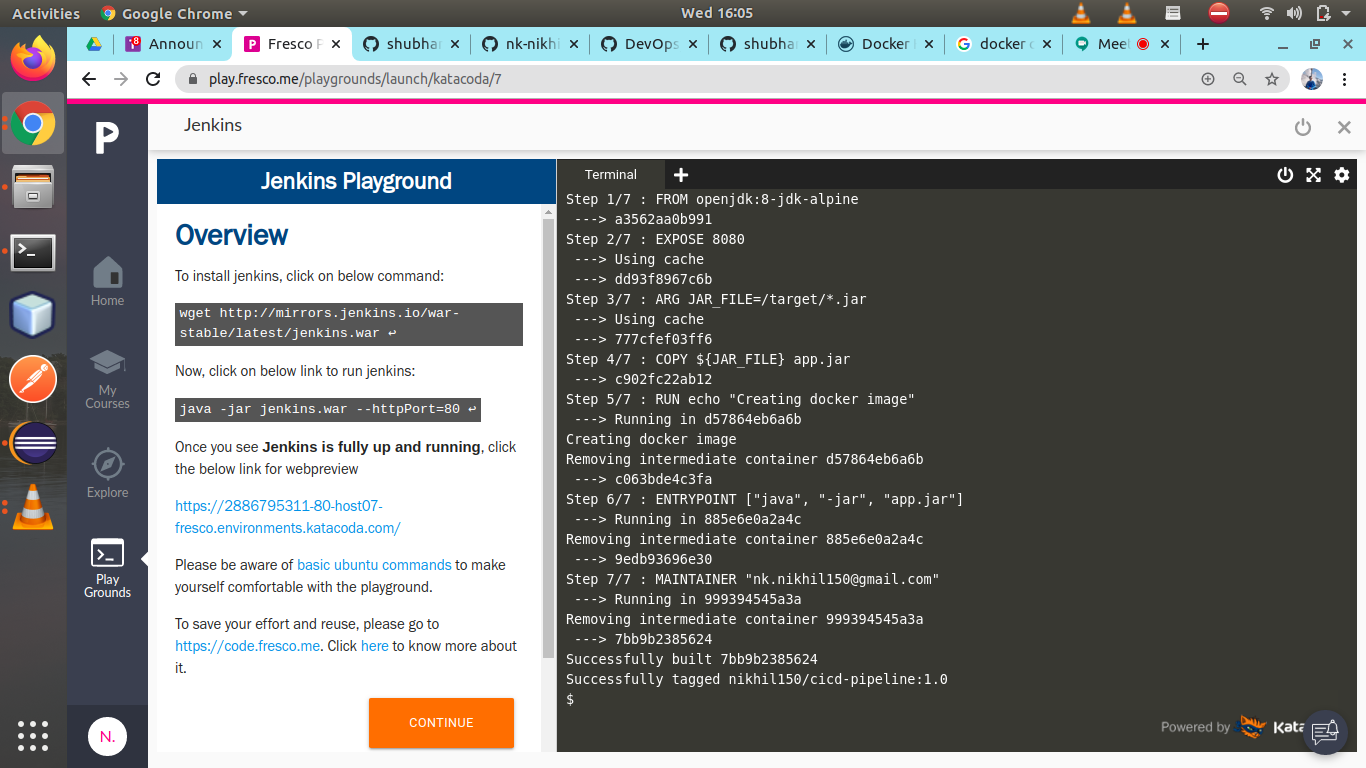 Activities
Google Chrome
Wed 16:05
8
Announ
Fresco P
shubhar
nk-nikhi
DevOps
shubhar
Docker
docker c
Meet
play.fresco.me/playgrounds/launch/katacoda/7
P
Home
My
Courses
Explore
Play
Grounds
N.
Jenkins
Jenkins Playground
Overview
To install jenkins, click on below command:
wget http://mirrors.jenkins.io/war-
stable/latest/jenkins.war ↩
Now, click on below link to run jenkins:
java -jar jenkins.war --httpPort=80 ↩
Once you see Jenkins is fully up and running, click
the below link for webpreview
https://2886795311-80-host07-
fresco.environments.katacoda.com/
Please be aware of basic ubuntu commands to make
yourself comfortable with the playground.
To save your effort and reuse, please go to
https://code.fresco.me. Click here to know more about
it.
CONTINUE
Terminal
Step 1/7 : FROM openjdk:8-jdk-alpine
---> a3562aa0b991
Step 2/7 : EXPOSE 8080
---> Using cache
---> dd93f8967c6b
Step 3/7 : ARG JAR_FILE=/target/*.jar
---> Using cache
---> 777cfef03ff6
Step 4/7 : COPY ${JAR_FILE} app.jar
---> c902fc22ab12
Step 5/7 : RUN echo "Creating docker image"
---> Running in d57864eb6a6b
Creating docker image
Removing intermediate container d57864eb6a6b
---> c063bde4c3fa
Step 6/7 : ENTRYPOINT ["java", "-jar", "app.jar"]
---> Running in 885e6e0a2a4c
Removing intermediate container 885e6e0a2a4c
---> 9edb93696e30
Step 7/7 : MAINTAINER "nk.nikhil150@gmail.com"
---> Running in 999394545a3a
Removing intermediate container 999394545a3a
---> 7bb9b2385624
Successfully built 7bb9b2385624
Successfully tagged nikhil150/cicd-pipeline:1.0
$
Powered by Kata